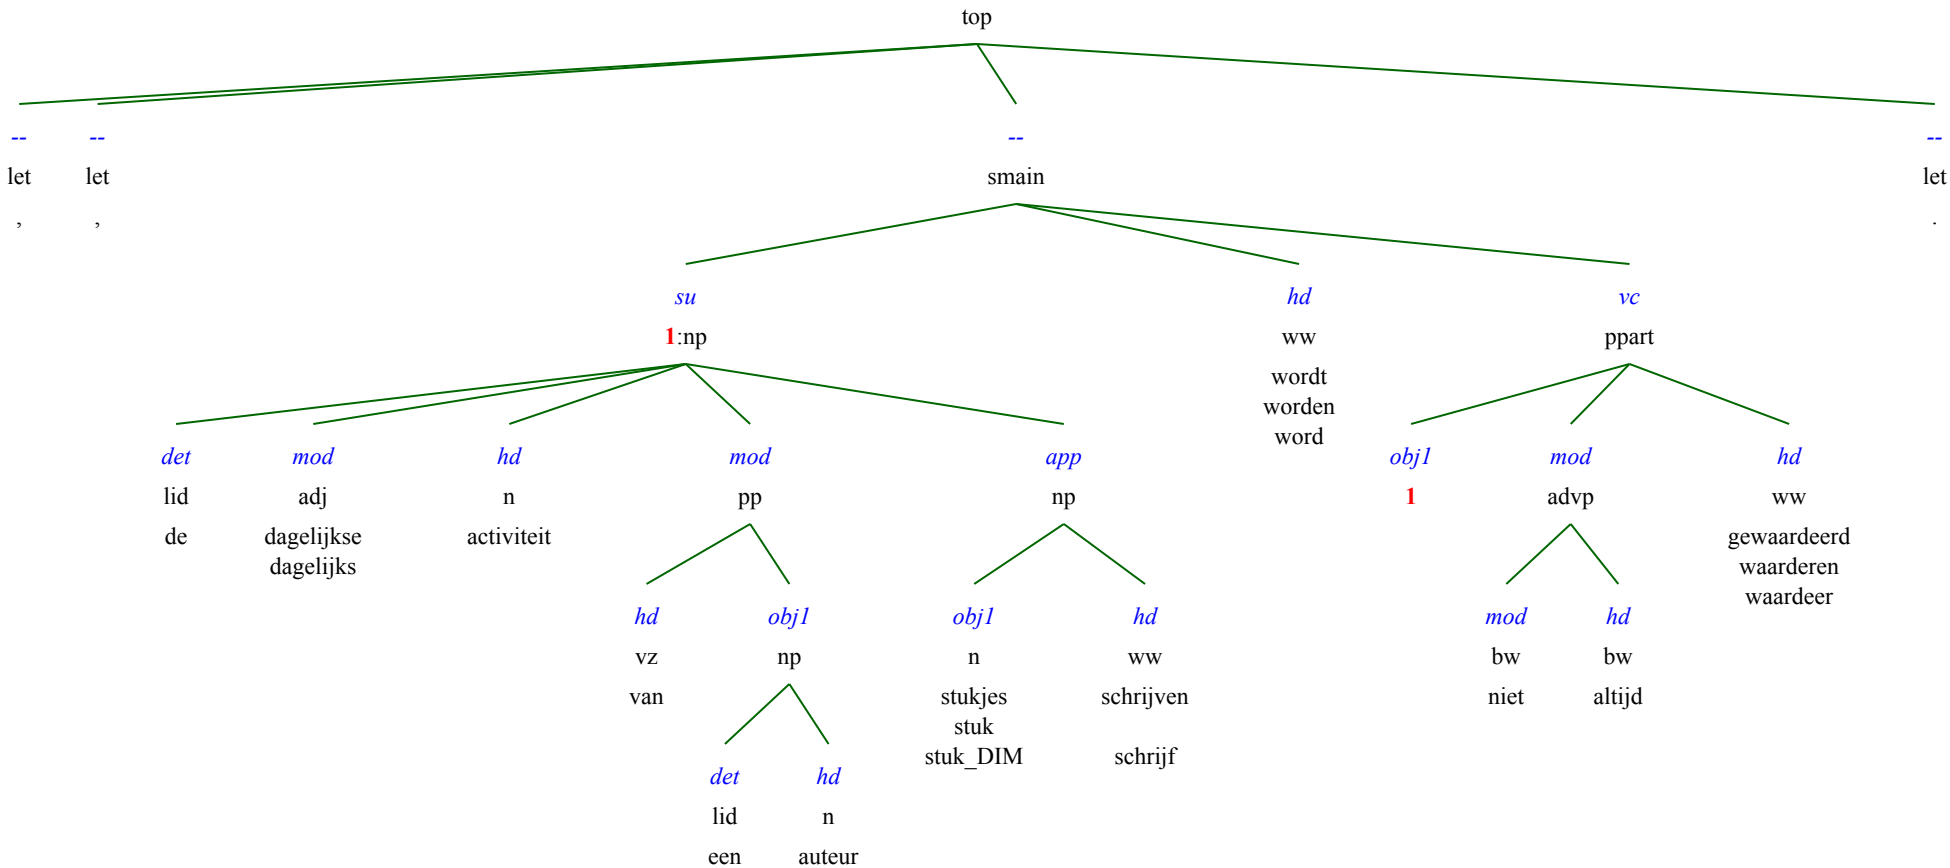 top
-- -- -- --
let let smain let
, , .
su hd vc
1:np ww ppart
wordt
worden
word
det mod hd mod app obj1 mod hd
lid adj n pp np 1 advp ww
de dagelijkse activiteit gewaardeerd
dagelijks waarderen
waardeer
hd obj1 obj1 hd mod hd
vz np n ww bw bw
van stukjes schrijven niet altijd
stuk
stuk_DIM schrijf
det hd
lid n
een auteur